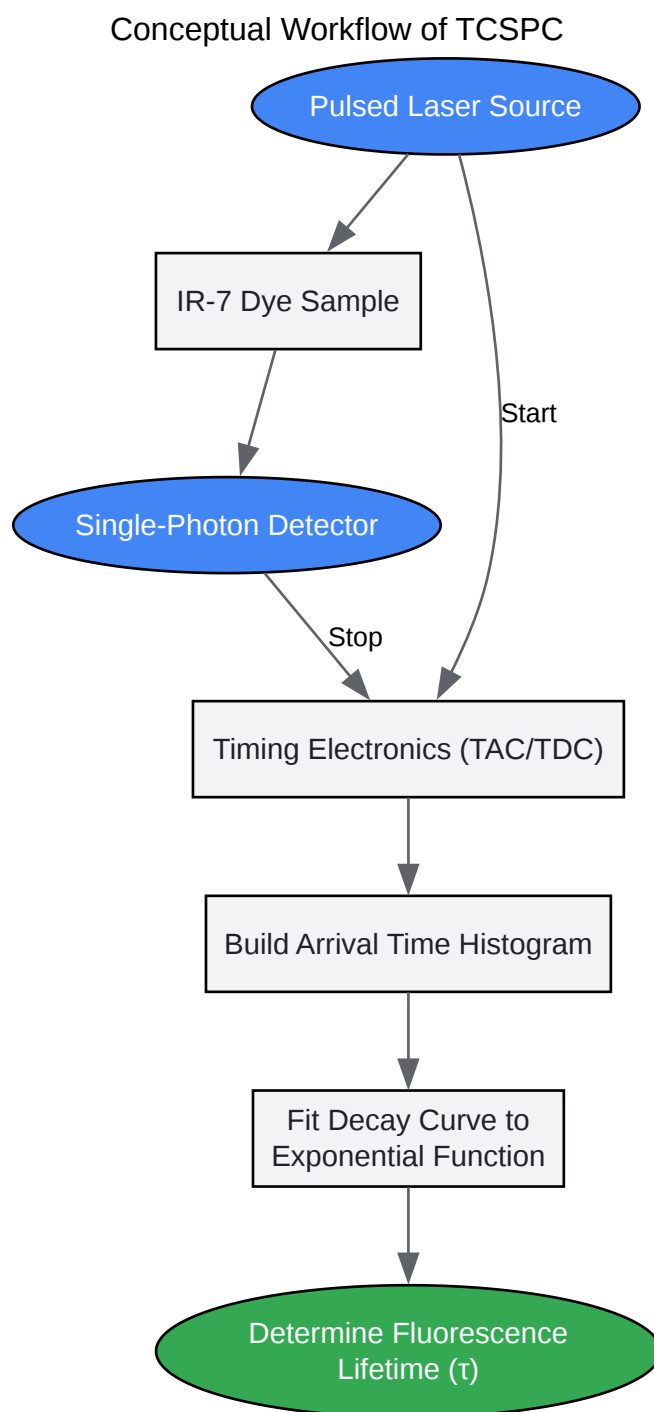 Conceptual Workflow of TCSPC
Pulsed Laser Source
IR-7 Dye Sample
Start
Single-Photon Detector
Stop
Timing Electronics (TAC/TDC)
Build Arrival Time Histogram
Fit Decay Curve to
Exponential Function
Determine Fluorescence
Lifetime (τ)